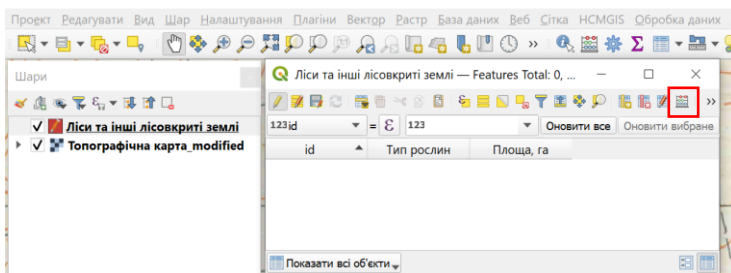 Проект Редагувати Вид Шар Налаштування Плагіни Вектор Растр База даних Веб Сітка HCMGIS Обробка даних
Шари
Ліси та інші лісовкриті землі
Топографічна карта_modified
Ліси та інші лісовкриті землі — Features Total: 0, ...
123 id = ε 123 Оновити все Оновити вибране
id Тип рослин Площа, га
Показати всі об'єкти